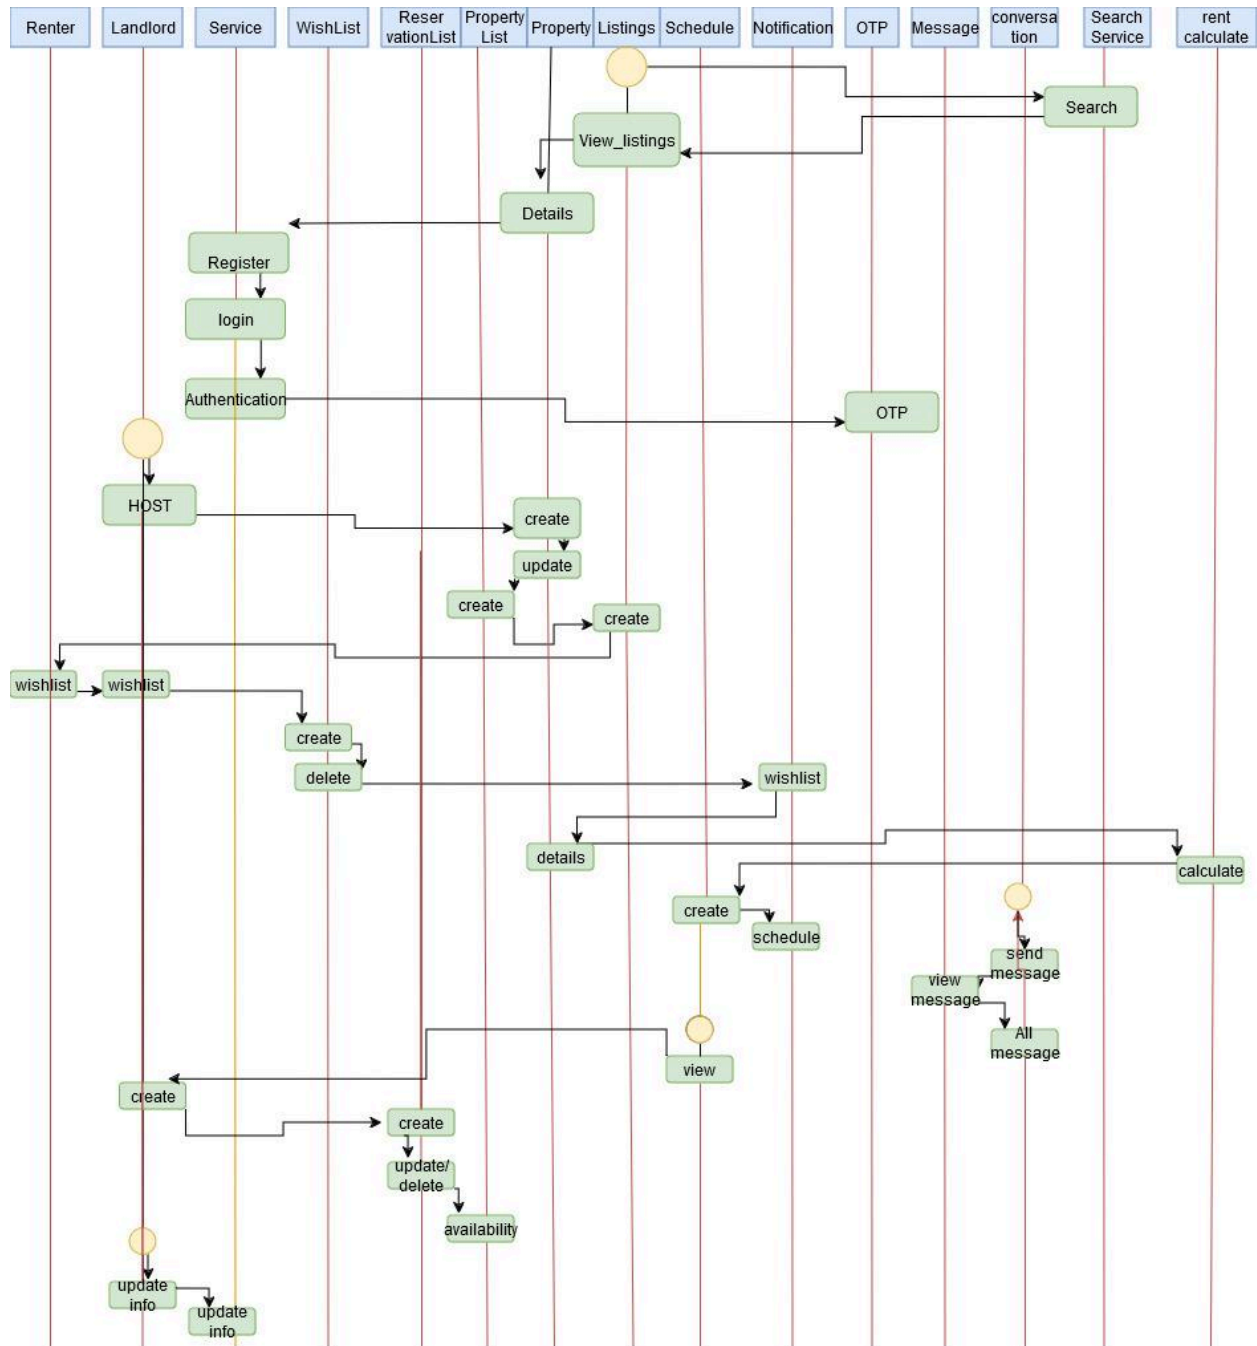 Renter
Landlord
Service
WishList
Reser
vationList
Property
List
Property
Listings
Schedule
Notification
OTP
Message
conversa
tion
Search
Service
rent
calculate
Search
View_listings
Details
Register
login
Authentication
OTP
HOST
create
update
create
create
wishlist
wishlist
create
delete
wishlist
details
calculate
create
schedule
send
message
view
message
All
message
view
create
create
update/
delete
availability
update
info
update
info